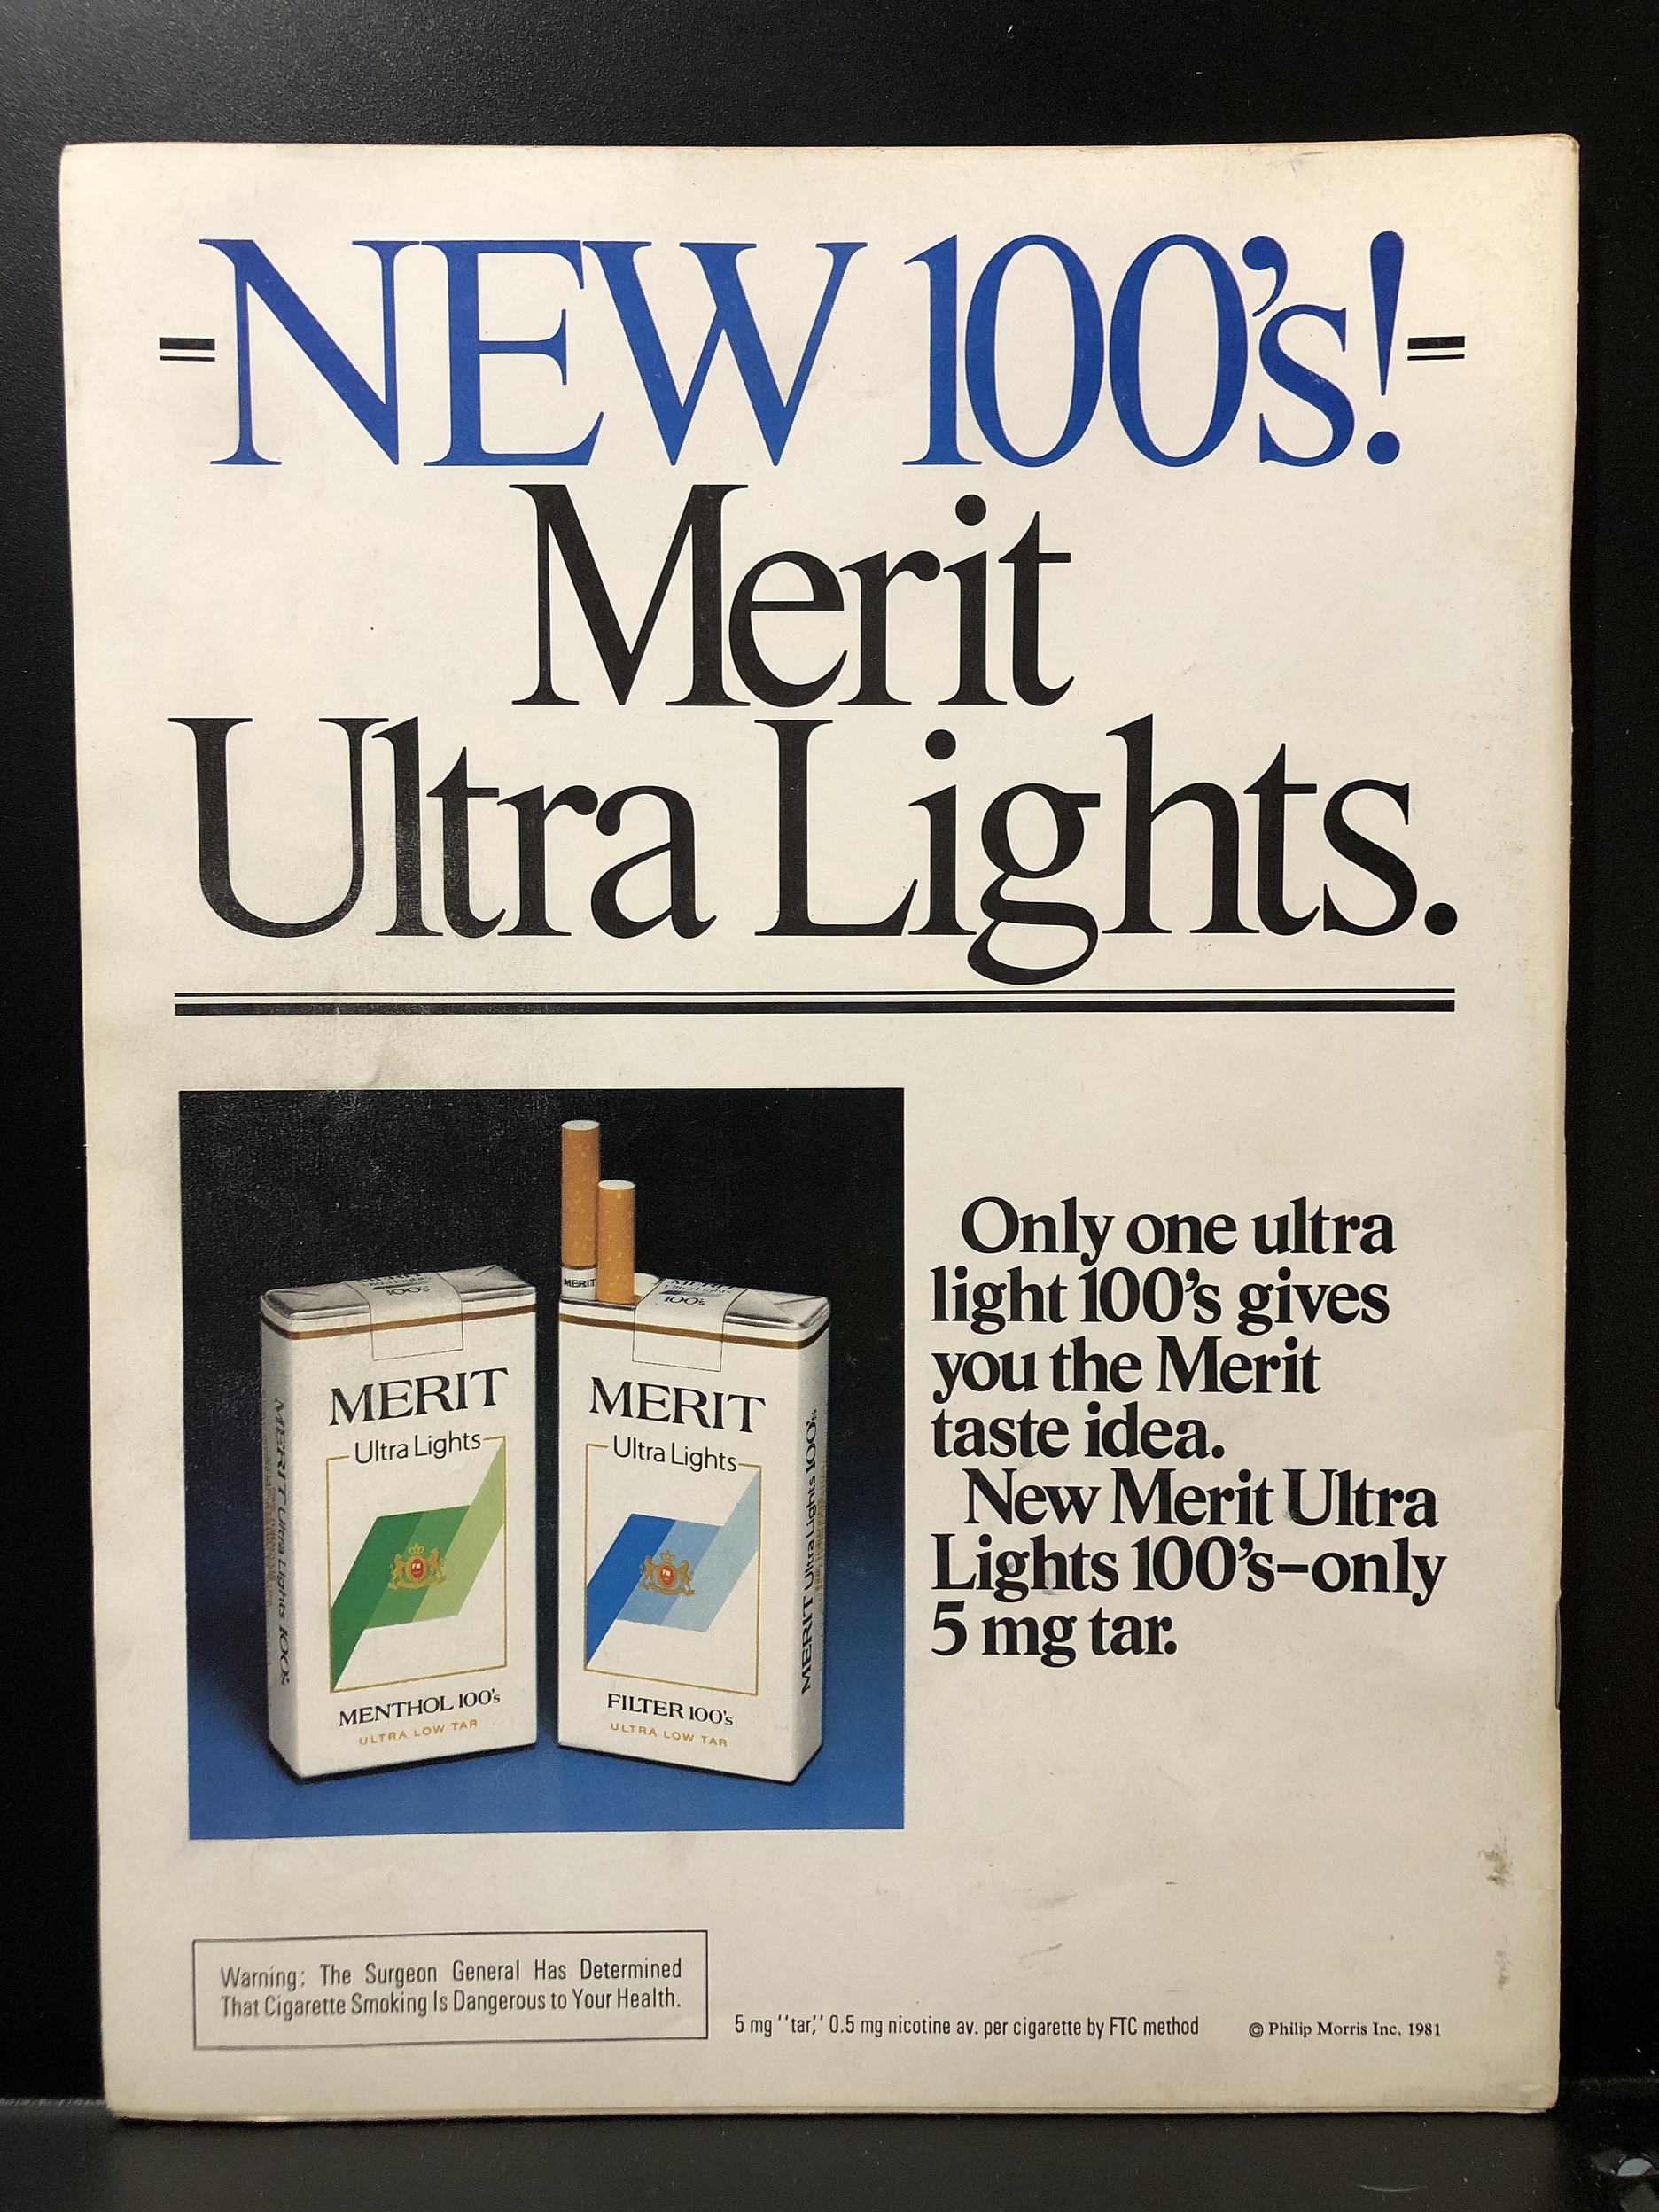 NEW 100's!
Merit
Ultra Lights.
100's
MERIT
Ultra Lights
MENTHOL 100's
ULTRA LOW TAR
MERIT Ultra Lights 100's
MERIT
100's
MERIT
Ultra Lights
FILTER 100's
ULTRA LOW TAR
MERIT Ultra Lights 100's
Only one ultra
light 100's gives
you the Merit
taste idea.
New Merit Ultra
Lights 100's–only
5 mg tar.
Warning: The Surgeon General Has Determined
That Cigarette Smoking Is Dangerous to Your Health.
5 mg ''tar,'' 0.5 mg nicotine av. per cigarette by FTC method
© Philip Morris Inc. 1981